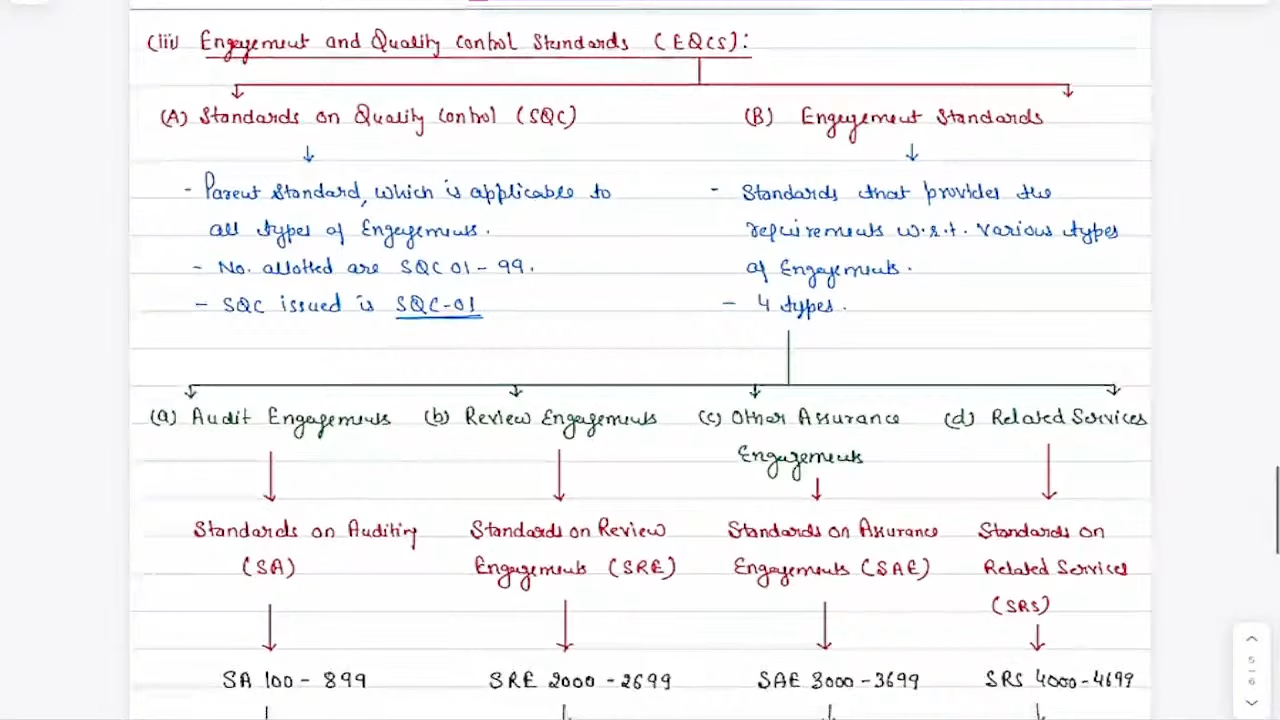 (iii) Engagement and Quality Control Standards (EQCS):
(A) Standards on Quality Control (SQC)
(B) Engagement Standards
- Parent Standard, which is applicable to
all types of Engagements.
- No. allotted are SQC 01 - 99.
- SQC issued is SQC-01
- Standards that provides the
requirements w.r.t. various types
of Engagements.
- 4 types.
(a) Audit Engagements
(b) Review Engagements
(c) Other Assurance
Engagements
(d) Related Services
Standards on Auditing
(SA)
Standards on Review
Engagements (SRE)
Standards on Assurance
Engagements (SAE)
Standards on
Related Services
(SRS)
SA 100 - 899
SRE 2000 - 2699
SAE 3000 - 3699
SRS 4000 - 4699
5
6